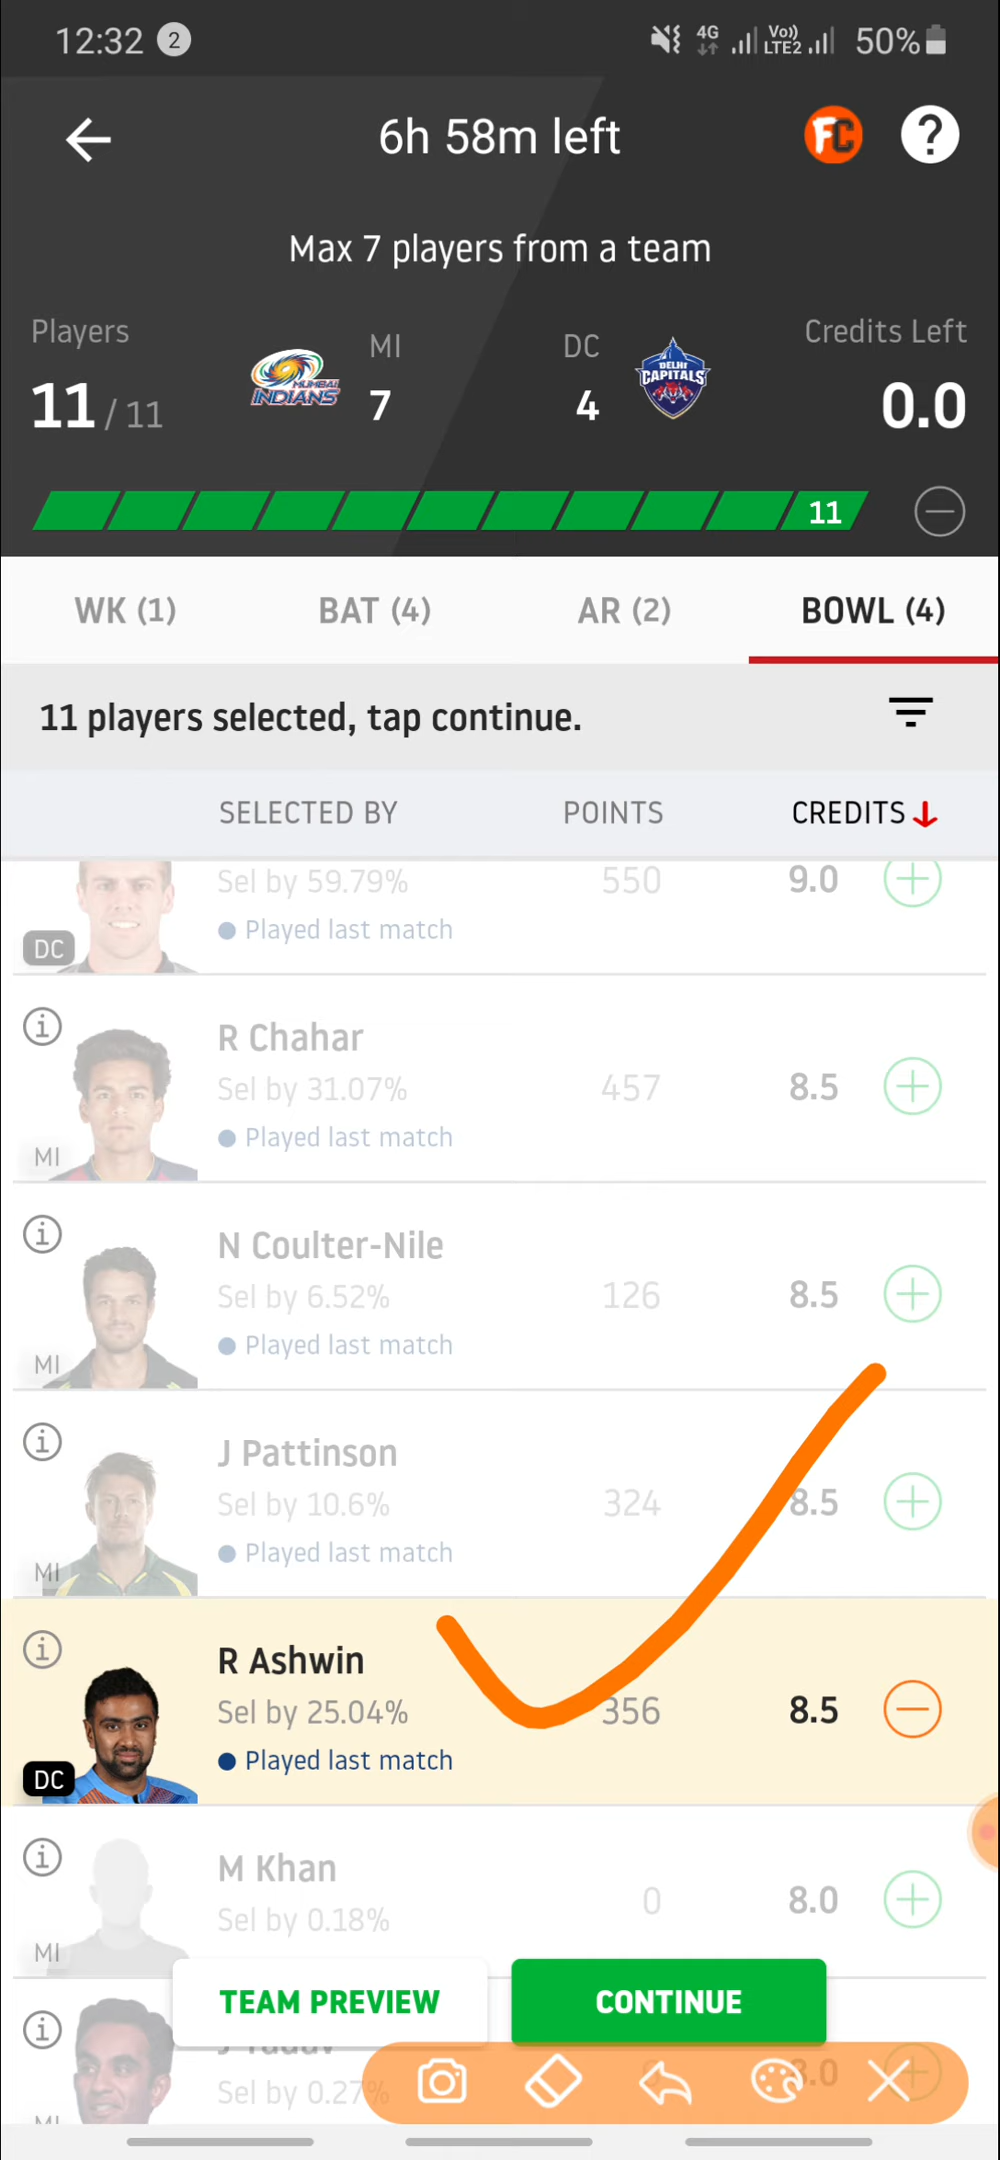 12:32 2 4G Vo)) LTE2 50%
6h 58m left FC ?
Max 7 players from a team
Players MI DC Credits Left
11 / 11 MUMBAI INDIANS 7 4 DELHI CAPITALS 0.0
11
WK (1) BAT (4) AR (2) BOWL (4)
11 players selected, tap continue.
SELECTED BY POINTS CREDITS
Sel by 59.79% 550 9.0
Played last match
DC
R Chahar
Sel by 31.07% 457 8.5
Played last match
MI
N Coulter-Nile
Sel by 6.52% 126 8.5
Played last match
MI
J Pattinson
Sel by 10.6% 324 8.5
Played last match
MI
R Ashwin
Sel by 25.04% 356 8.5
Played last match
DC
M Khan
Sel by 0.18% 0 8.0
MI
TEAM PREVIEW CONTINUE
Sel by 0.27%
MI